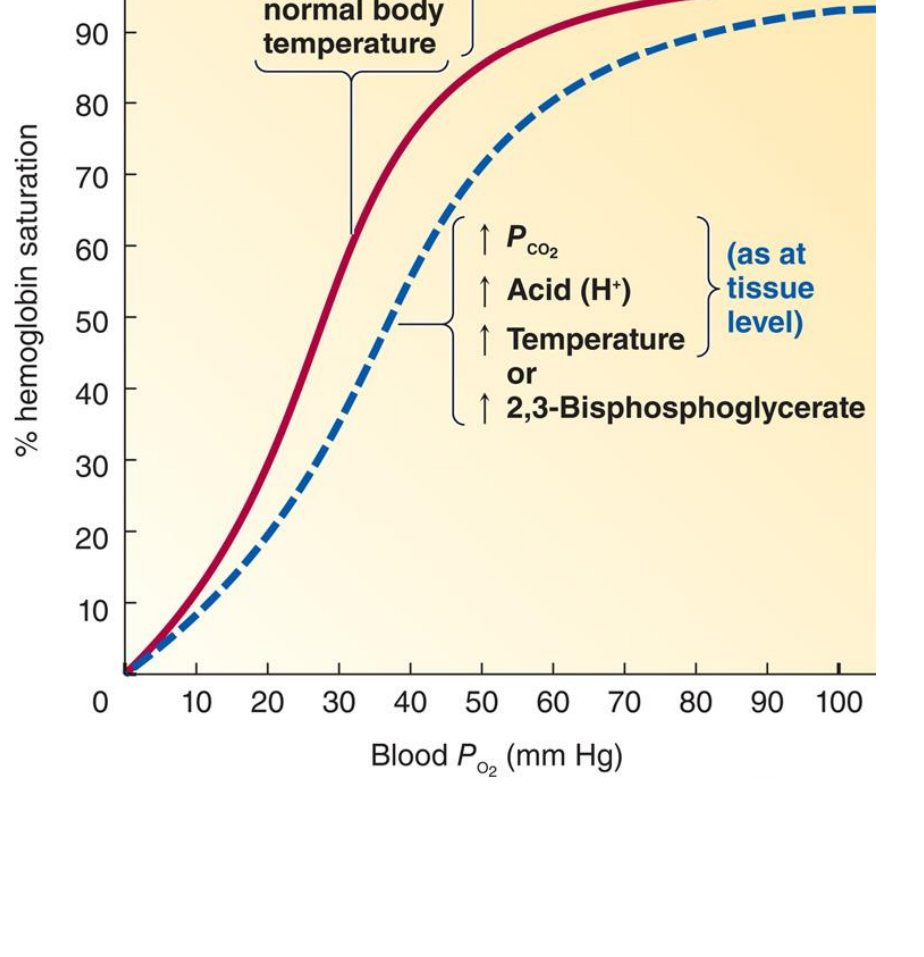 normal body
temperature
90
80
70
60
50
40
30
20
10
0
% hemoglobin saturation
↑ PCO₂
↑ Acid (H⁺)
↑ Temperature
or
↑ 2,3-Bisphosphoglycerate
(as at
tissue
level)
10 20 30 40 50 60 70 80 90 100
Blood PO₂ (mm Hg)